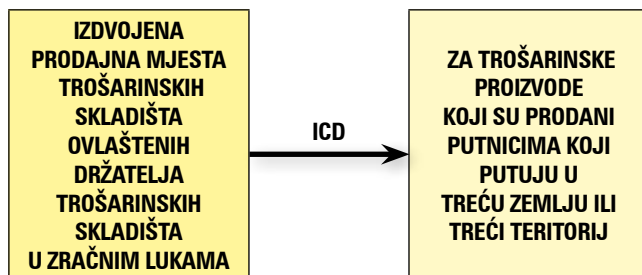 IZDVOJENA
PRODAJNA MJESTA
TROŠARINSKIH
SKLADIŠTA
OVLAŠTENIH
DRŽATELJA
TROŠARINSKIH
SKLADIŠTA
U ZRAČNIM LUKAMA
ICD
ZA TROŠARINSKE
PROIZVODE
KOJI SU PRODANI
PUTNICIMA KOJI
PUTUJU U
TREĆU ZEMLJU ILI
TREĆI TERITORIJ